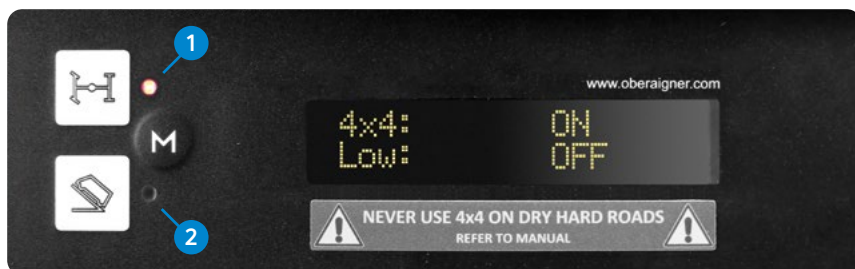 1
www.oberaigner.com
4x4: ON
M
Low: OFF
2
NEVER USE 4x4 ON DRY HARD ROADS
REFER TO MANUAL